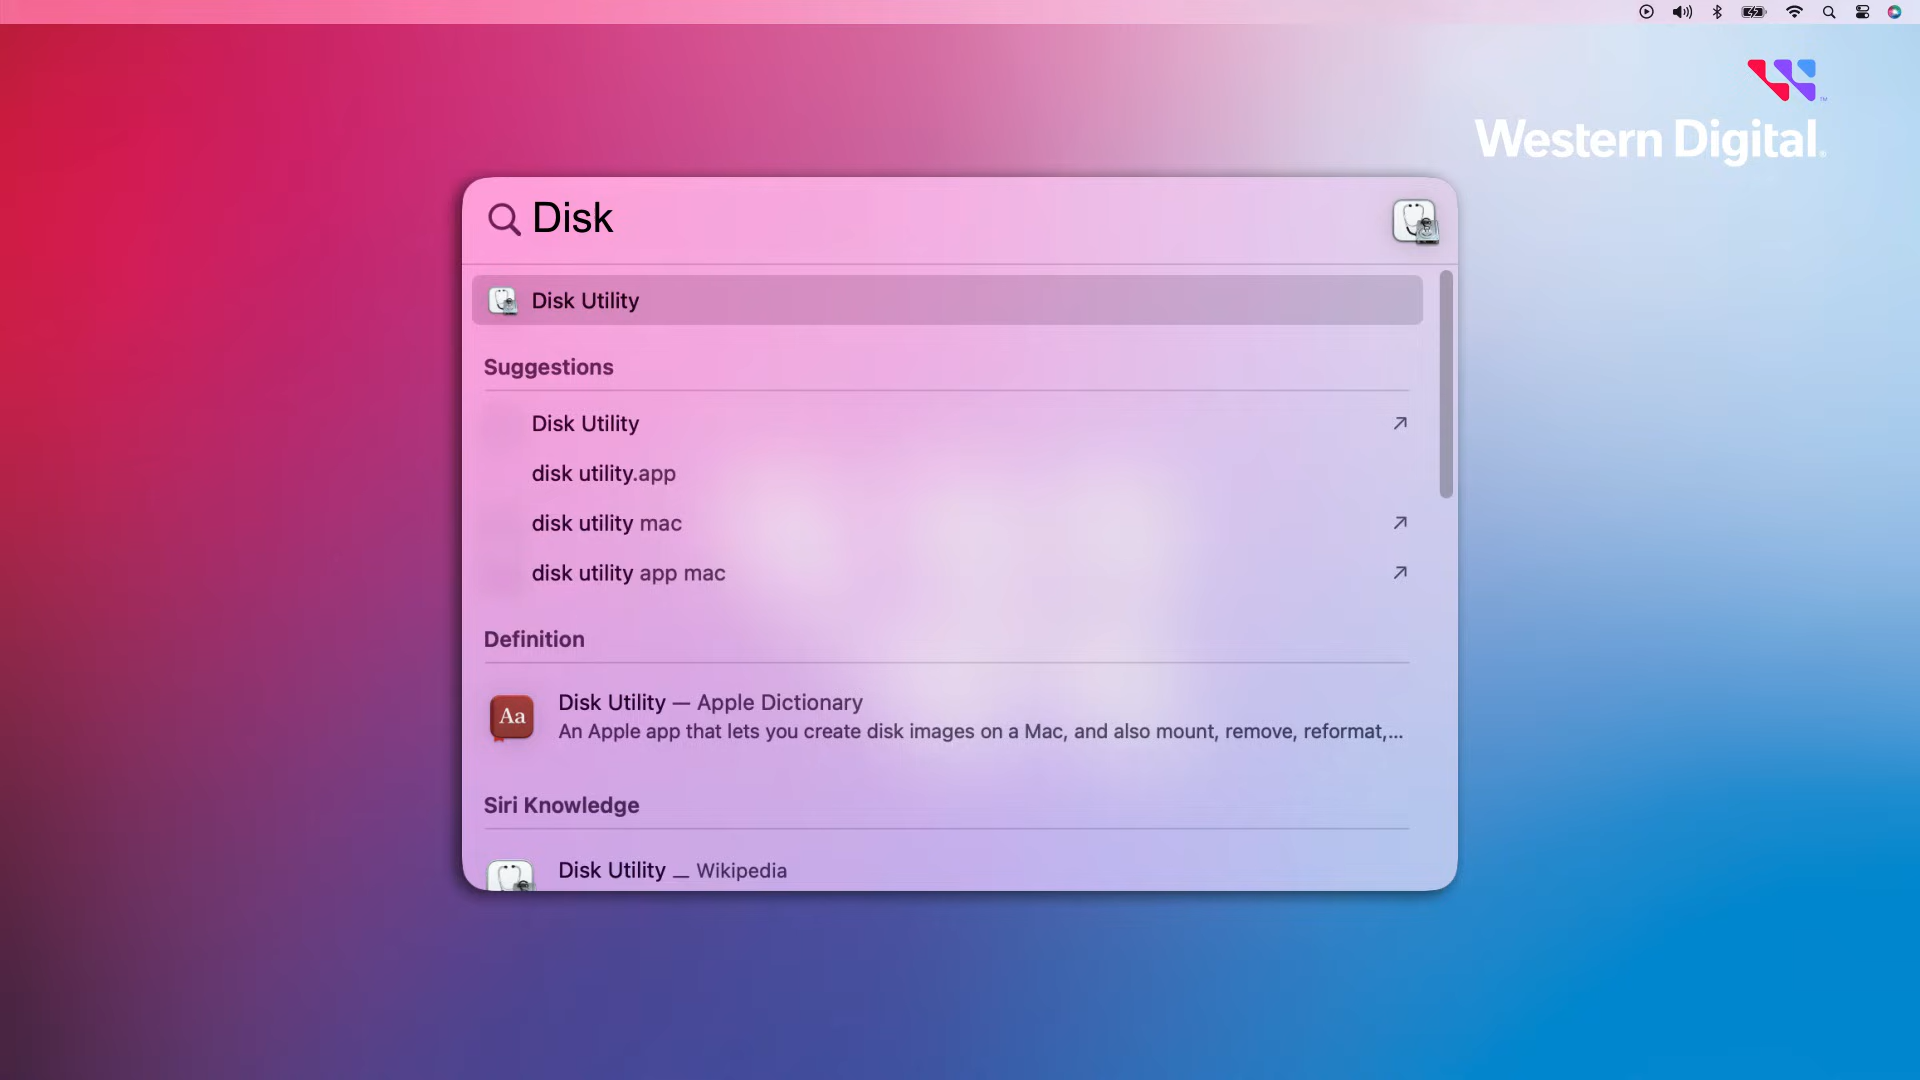 Western Digital
Disk
Disk Utility
Suggestions
Disk Utility
disk utility.app
disk utility mac
disk utility app mac
Definition
Aa
Disk Utility — Apple Dictionary
An Apple app that lets you create disk images on a Mac, and also mount, remove, reformat,...
Siri Knowledge
Disk Utility — Wikipedia